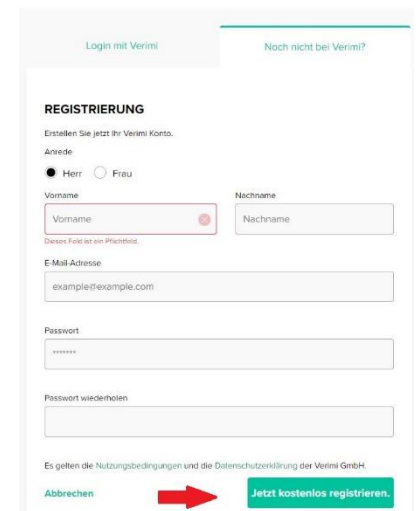 Login mit Verimi
Noch nicht bei Verimi?
REGISTRIERUNG
Erstellen Sie jetzt Ihr Verimi Konto.
Anrede
Herr
Frau
Vorname
Nachname
Vorname
Nachname
Dieses Feld ist ein Pflichtfeld.
E-Mail-Adresse
example@example.com
Passwort
*******
Passwort wiederholen
Es gelten die Nutzungsbedingungen und die Datenschutzerklärung der Verimi GmbH.
Abbrechen
Jetzt kostenlos registrieren.